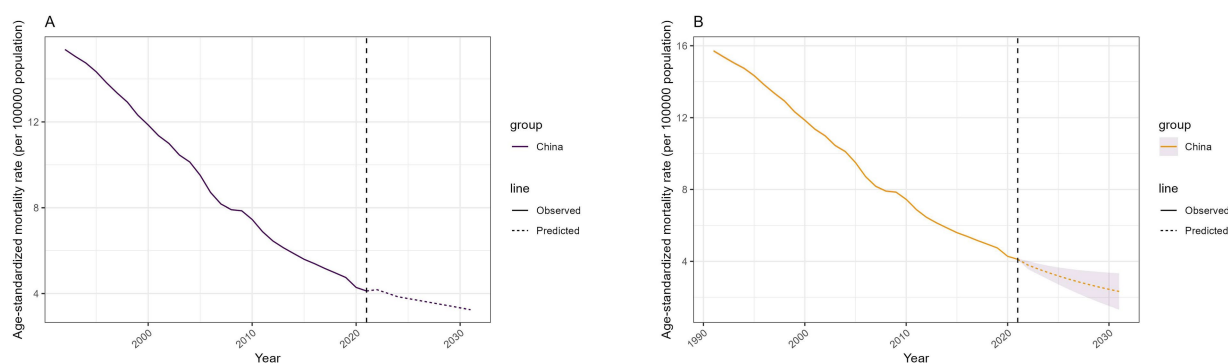 A
Age-standardized mortality rate (per 100000 population)
12
8
4
2000
2010
2020
2030
Year
group
China
line
Observed
Predicted
B
Age-standardized mortality rate (per 100000 population)
16
12
8
4
1990
2000
2010
2020
2030
Year
group
China
line
Observed
Predicted